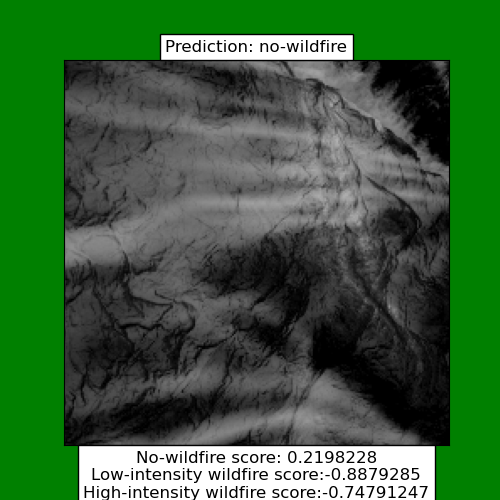 Prediction: no-wildfire
No-wildfire score: 0.2198228
Low-intensity wildfire score:-0.8879285
High-intensity wildfire score:-0.74791247